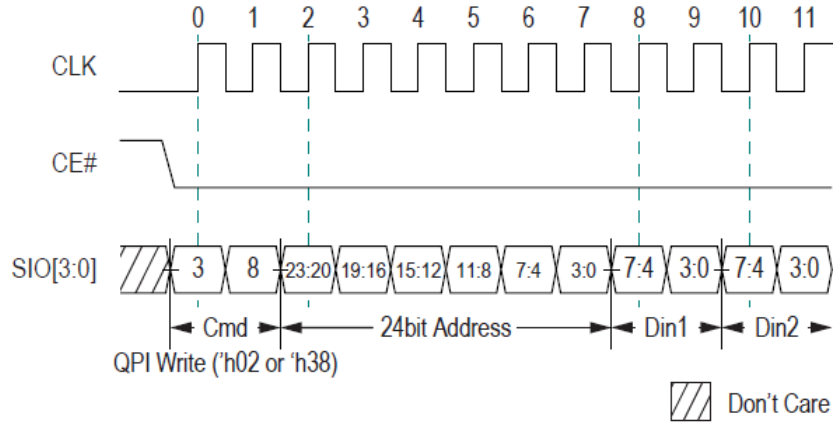 0 1 2 3 4 5 6 7 8 9 10 11
CLK
CE#
SIO[3:0] 3 8 23:20 19:16 15:12 11:8 7:4 3:0 7:4 3:0 7:4 3:0
Cmd 24bit Address Din1 Din2
QPI Write ('h02 or ‘h38)
Don't Care